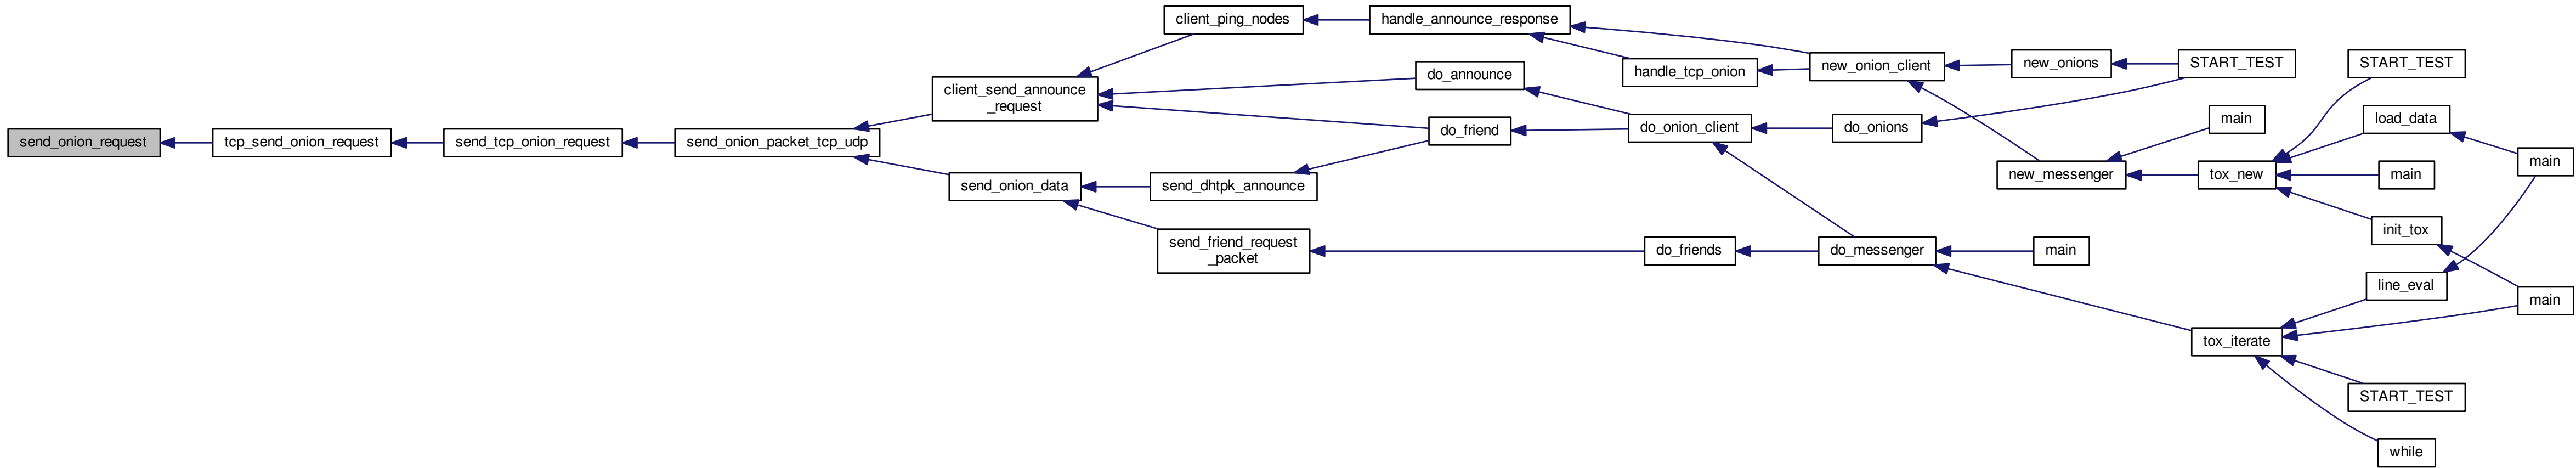 send_onion_request
tcp_send_onion_request
send_tcp_onion_request
send_onion_packet_tcp_udp
client_send_announce
_request
send_onion_data
client_ping_nodes
send_dhtpk_announce
send_friend_request
_packet
handle_announce_response
do_announce
do_friend
handle_tcp_onion
do_onion_client
do_friends
new_onion_client
do_onions
do_messenger
new_onions
new_messenger
main
START_TEST
main
tox_new
tox_iterate
START_TEST
load_data
main
init_tox
line_eval
START_TEST
while
main
main